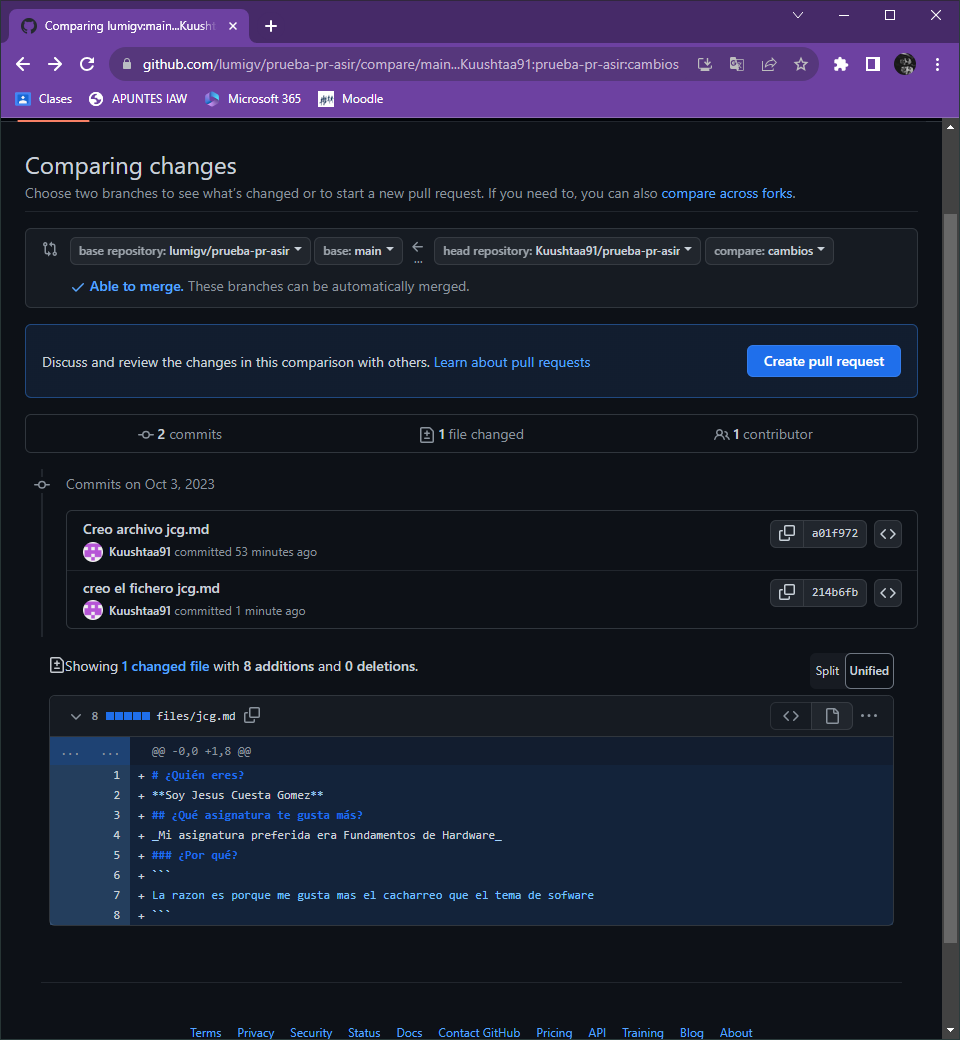 Comparing lumigv:main...Kuusht
github.com/lumigv/prueba-pr-asir/compare/main...Kuushtaa91:prueba-pr-asir:cambios
Clases APUNTES IAW Microsoft 365 Moodle
Comparing changes
Choose two branches to see what's changed or to start a new pull request. If you need to, you can also compare across forks.
base repository: lumigv/prueba-pr-asir base: main ... head repository: Kuushtaa91/prueba-pr-asir compare: cambios
Able to merge. These branches can be automatically merged.
Discuss and review the changes in this comparison with others. Learn about pull requests Create pull request
2 commits 1 file changed 1 contributor
Commits on Oct 3, 2023
Creo archivo jcg.md a01f972
Kuushtaa91 committed 53 minutes ago
creo el fichero jcg.md 214b6fb
Kuushtaa91 committed 1 minute ago
Showing 1 changed file with 8 additions and 0 deletions. Split Unified
8 files/jcg.md
... ... @@ -0,0 +1,8 @@
1 + # ¿Quién eres?
2 + **Soy Jesus Cuesta Gomez**
3 + ## ¿Qué asignatura te gusta más?
4 + _Mi asignatura preferida era Fundamentos de Hardware_
5 + ### ¿Por qué?
6 + ```
7 + La razon es porque me gusta mas el cacharreo que el tema de sofware
8 + ```
Terms Privacy Security Status Docs Contact GitHub Pricing API Training Blog About